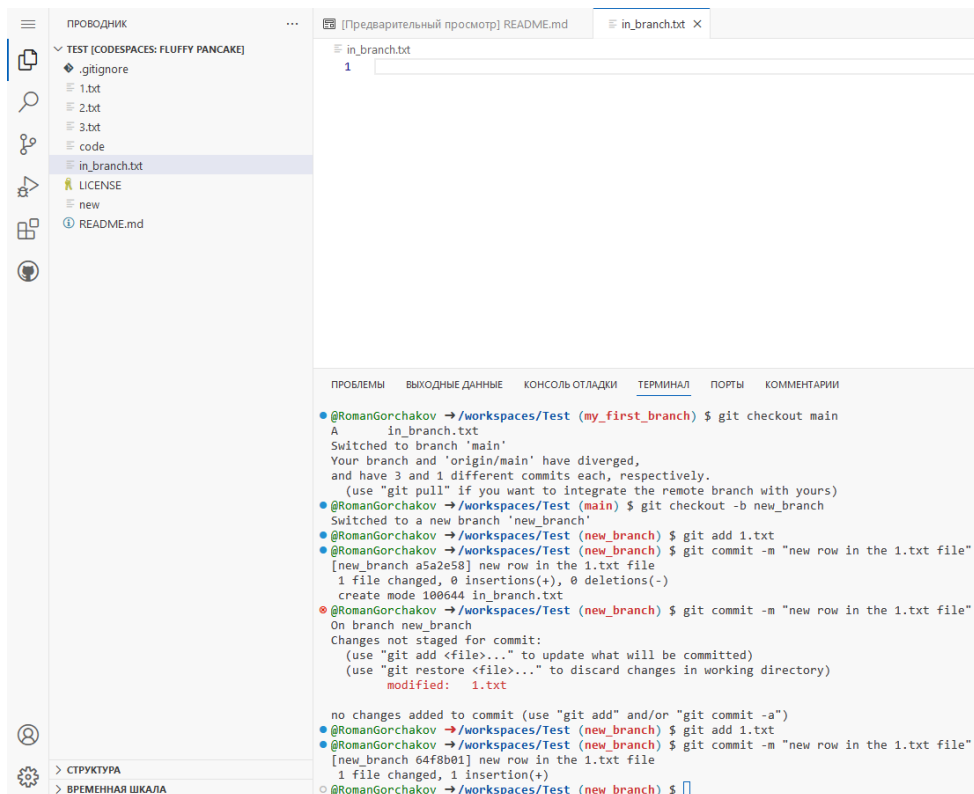 ПРОВОДНИК
TEST [CODESPACES: FLUFFY PANCAKE]
.gitignore
1.txt
2.txt
3.txt
code
in_branch.txt
LICENSE
new
README.md
СТРУКТУРА
ВРЕМЕННАЯ ШКАЛА
[Предварительный просмотр] README.md
in_branch.txt
in_branch.txt
1
ПРОБЛЕМЫ ВЫХОДНЫЕ ДАННЫЕ КОНСОЛЬ ОТЛАДКИ ТЕРМИНАЛ ПОРТЫ КОММЕНТАРИИ
@RomanGorchakov ➜/workspaces/Test (my_first_branch) $ git checkout main
A       in_branch.txt
Switched to branch 'main'
Your branch and 'origin/main' have diverged,
and have 3 and 1 different commits each, respectively.
  (use "git pull" if you want to integrate the remote branch with yours)
@RomanGorchakov ➜/workspaces/Test (main) $ git checkout -b new_branch
Switched to a new branch 'new_branch'
@RomanGorchakov ➜/workspaces/Test (new_branch) $ git add 1.txt
@RomanGorchakov ➜/workspaces/Test (new_branch) $ git commit -m "new row in the 1.txt file"
[new_branch a5a2e58] new row in the 1.txt file
 1 file changed, 0 insertions(+), 0 deletions(-)
 create mode 100644 in_branch.txt
@RomanGorchakov ➜/workspaces/Test (new_branch) $ git commit -m "new row in the 1.txt file"
On branch new_branch
Changes not staged for commit:
  (use "git add <file>..." to update what will be committed)
  (use "git restore <file>..." to discard changes in working directory)
        modified:   1.txt
no changes added to commit (use "git add" and/or "git commit -a")
@RomanGorchakov ➜/workspaces/Test (new_branch) $ git add 1.txt
@RomanGorchakov ➜/workspaces/Test (new_branch) $ git commit -m "new row in the 1.txt file"
[new_branch 64f8b01] new row in the 1.txt file
 1 file changed, 1 insertion(+)
@RomanGorchakov ➜/workspaces/Test (new_branch) $